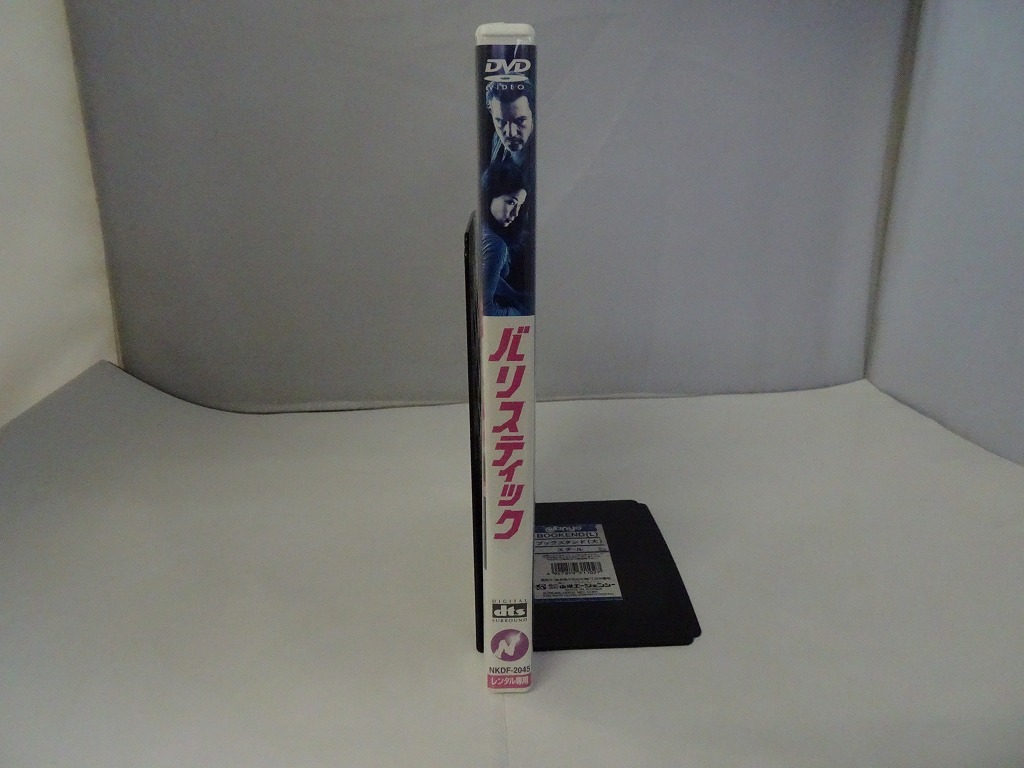 DVD
VIDEO
バリスティック
DIGITAL
dts
SURROUND
N
NKDF-2045
レンタル専用
BOOKEND(L)
ブックスタンド(大)
スチール